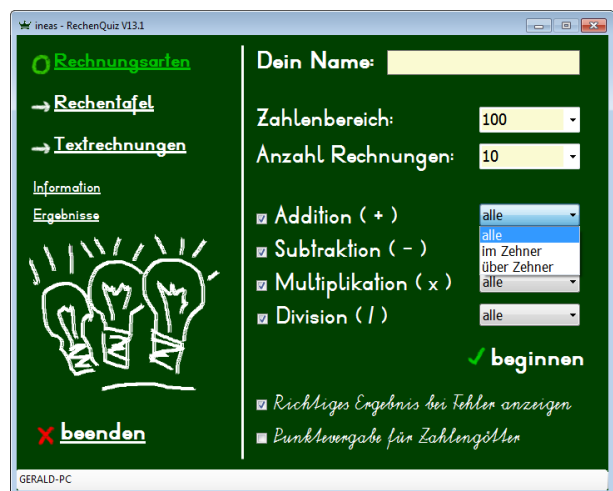 ineas - RechenQuiz V13.1
Rechnungsarten
Rechentafel
Textrechnungen
Information
Ergebnisse
beenden
Dein Name:
Zahlenbereich: 100
Anzahl Rechnungen: 10
Addition ( + ) alle
alle
im Zehner
über Zehner
Subtraktion ( - )
Multiplikation ( x ) alle
Division ( / ) alle
beginnen
Richtiges Ergebnis bei Fehler anzeigen
Punktevergabe für Zahlengötter
GERALD-PC